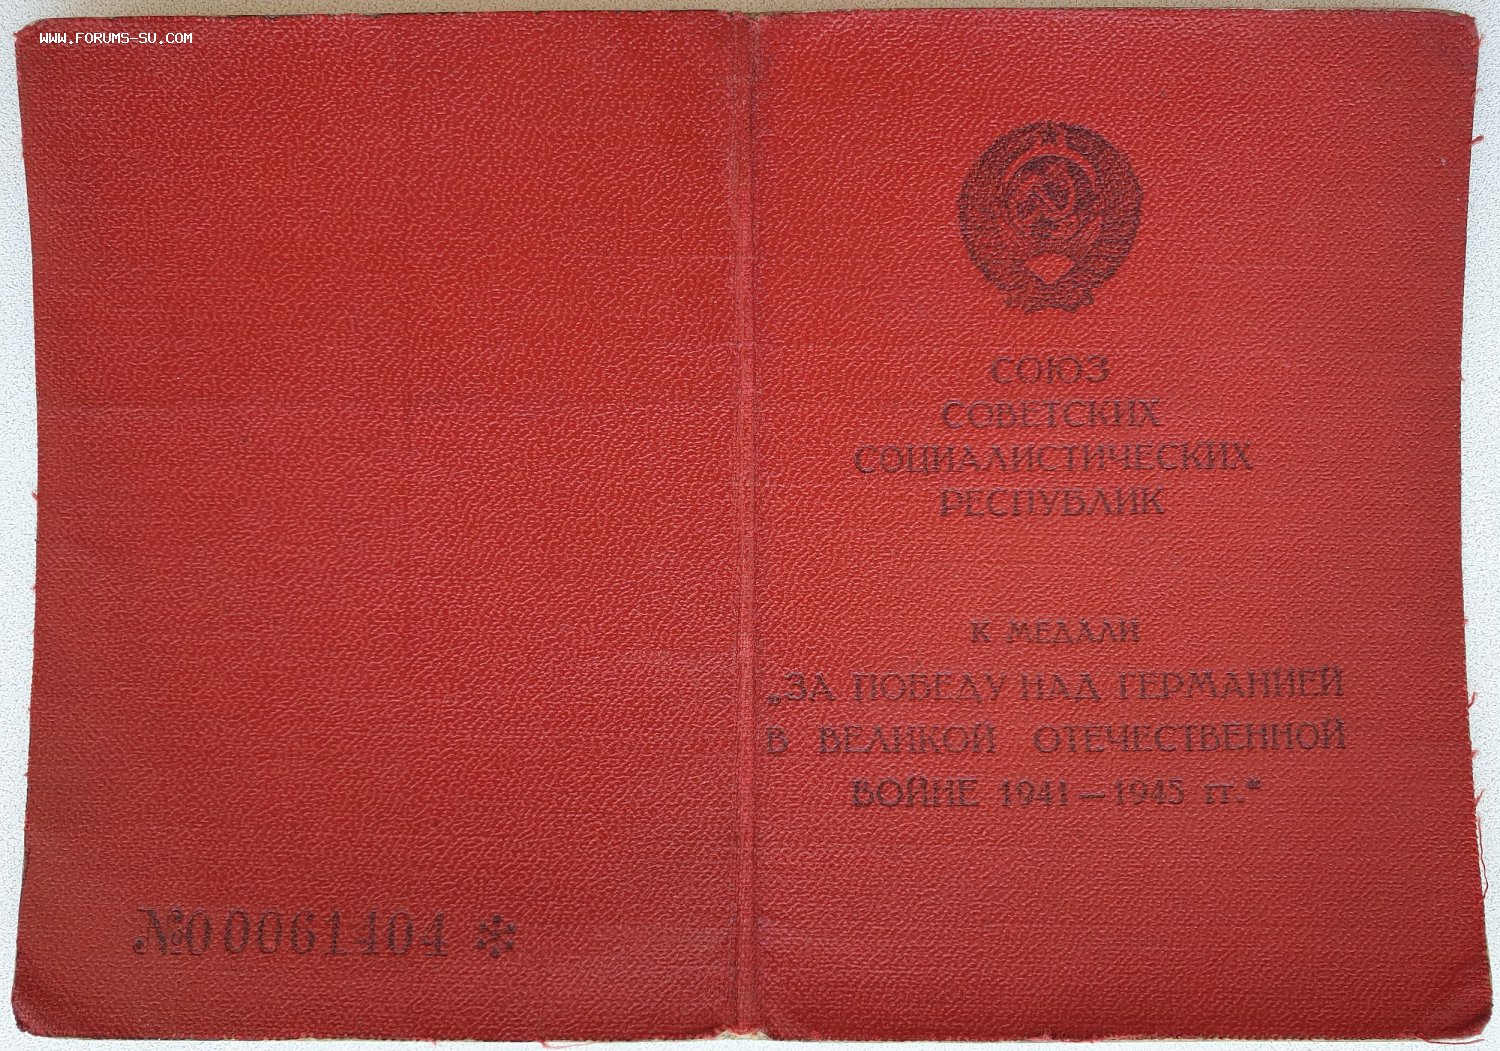 WWW.FORUMS-SU.COM
СОЮЗ
СОВЕТСКИХ
СОЦИАЛИСТИЧЕСКИХ
РЕСПУБЛИК
К МЕДАЛИ
„ЗА ПОБЕДУ НАД ГЕРМАНИЕЙ
В ВЕЛИКОЙ ОТЕЧЕСТВЕННОЙ
ВОЙНЕ 1941—1945 гг.“
№00061404 *